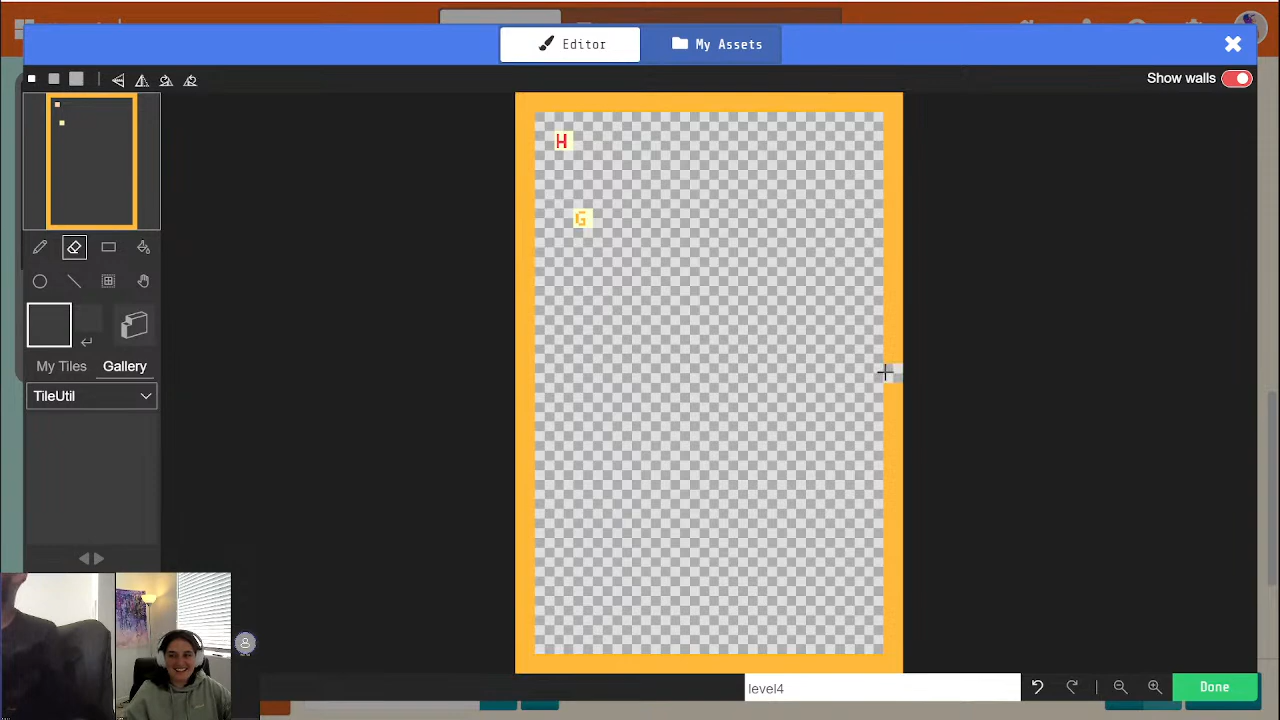 Editor
My Assets
Show walls
H
G
My Tiles
Gallery
TileUtil
level4
Done